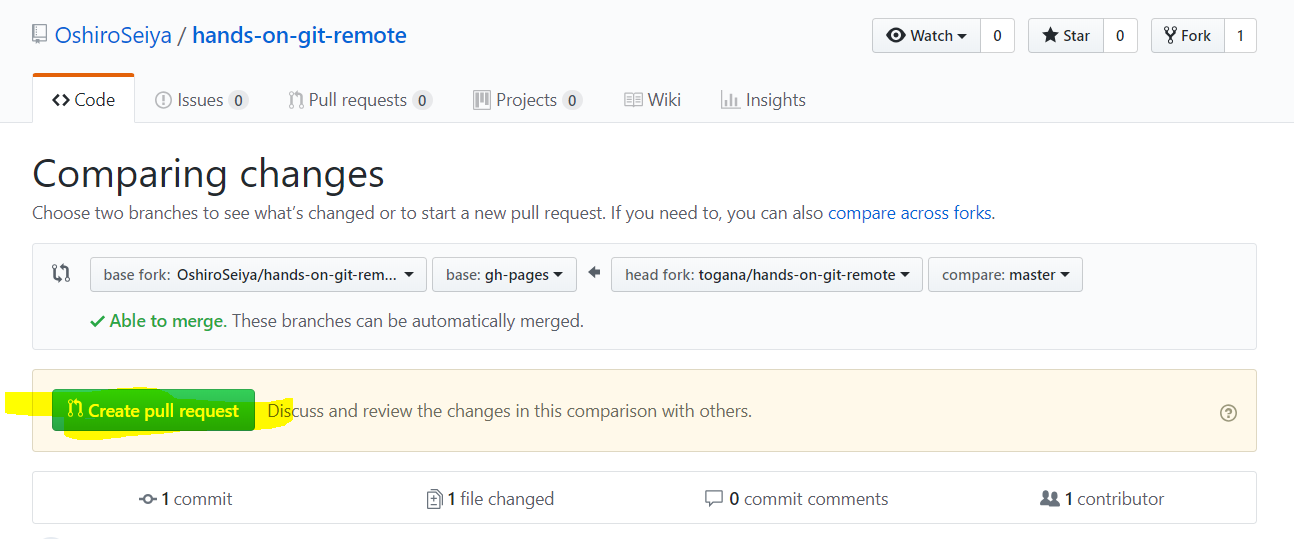 OshiroSeiya / hands-on-git-remote
Watch 0 Star 0 Fork 1
Code Issues 0 Pull requests 0 Projects 0 Wiki Insights
Comparing changes
Choose two branches to see what's changed or to start a new pull request. If you need to, you can also compare across forks.
base fork: OshiroSeiya/hands-on-git-rem... base: gh-pages head fork: togana/hands-on-git-remote compare: master
Able to merge. These branches can be automatically merged.
Create pull request Discuss and review the changes in this comparison with others.
1 commit 1 file changed 0 commit comments 1 contributor